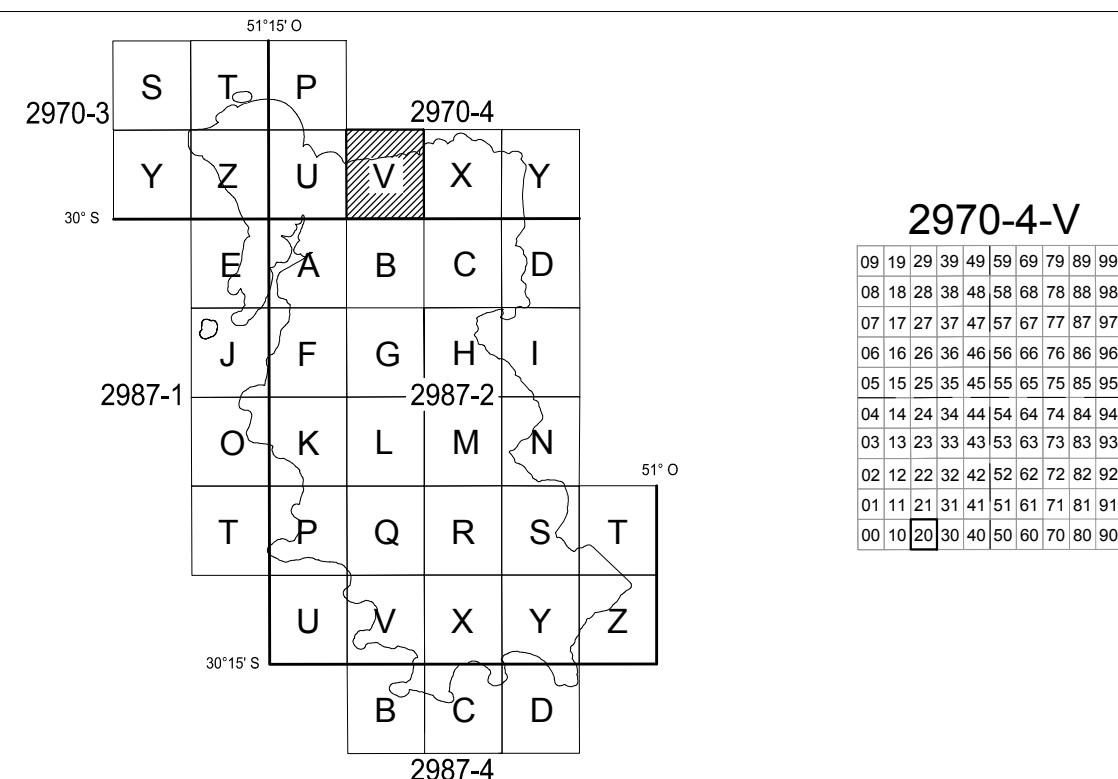 51°15' O
S T P
2970-3 2970-4
Y Z U V X Y
30° S
E A B C D
J F G H I
2987-1 2987-2
O K L M N
51° O
T P Q R S T
U V X Y Z
30°15' S
B C D
2987-4
2970-4-V
09 19 29 39 49 59 69 79 89 99
08 18 28 38 48 58 68 78 88 98
07 17 27 37 47 57 67 77 87 97
06 16 26 36 46 56 66 76 86 96
05 15 25 35 45 55 65 75 85 95
04 14 24 34 44 54 64 74 84 94
03 13 23 33 43 53 63 73 83 93
02 12 22 32 42 52 62 72 82 92
01 11 21 31 41 51 61 71 81 91
00 10 20 30 40 50 60 70 80 90